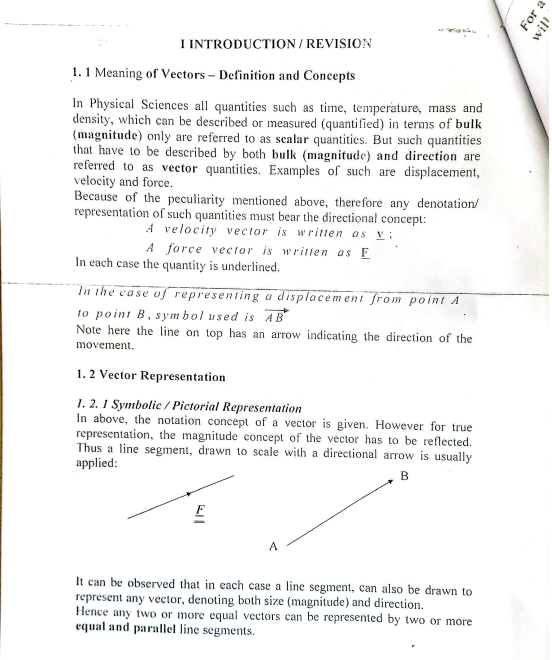 For a
will
I INTRODUCTION / REVISION
1. 1 Meaning of Vectors – Definition and Concepts
In Physical Sciences all quantities such as time, temperature, mass and
density, which can be described or measured (quantified) in terms of bulk
(magnitude) only are referred to as scalar quantities. But such quantities
that have to be described by both bulk (magnitude) and direction are
referred to as vector quantities. Examples of such are displacement,
velocity and force.
Because of the peculiarity mentioned above, therefore any denotation/
representation of such quantities must bear the directional concept:
A velocity vector is written as v ;
A force vector is written as F
In each case the quantity is underlined.
In the case of representing a displacement from point A
to point B, symbol used is AB
Note here the line on top has an arrow indicating the direction of the
movement.
1. 2 Vector Representation
1. 2. 1 Symbolic / Pictorial Representation
In above, the notation concept of a vector is given. However for true
representation, the magnitude concept of the vector has to be reflected.
Thus a line segment, drawn to scale with a directional arrow is usually
applied:
B
F
A
It can be observed that in each case a line segment, can also be drawn to
represent any vector, denoting both size (magnitude) and direction.
Hence any two or more equal vectors can be represented by two or more
equal and parallel line segments.